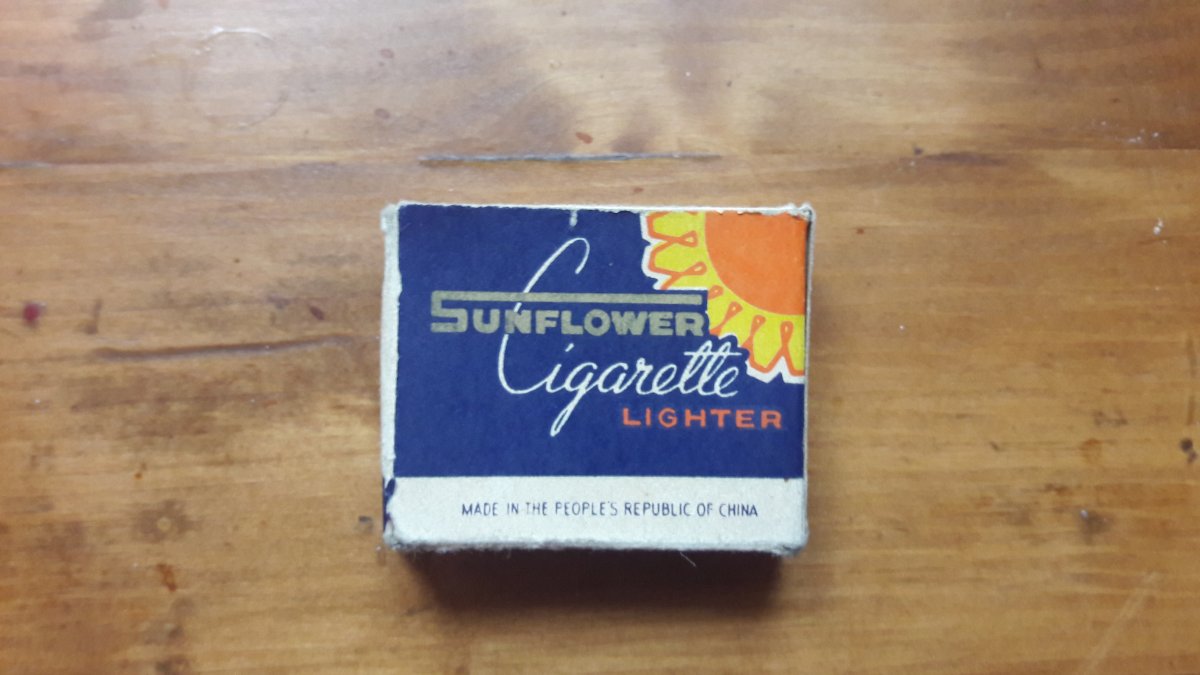 SUNFLOWER
Cigarette
LIGHTER
MADE IN THE PEOPLE'S REPUBLIC OF CHINA